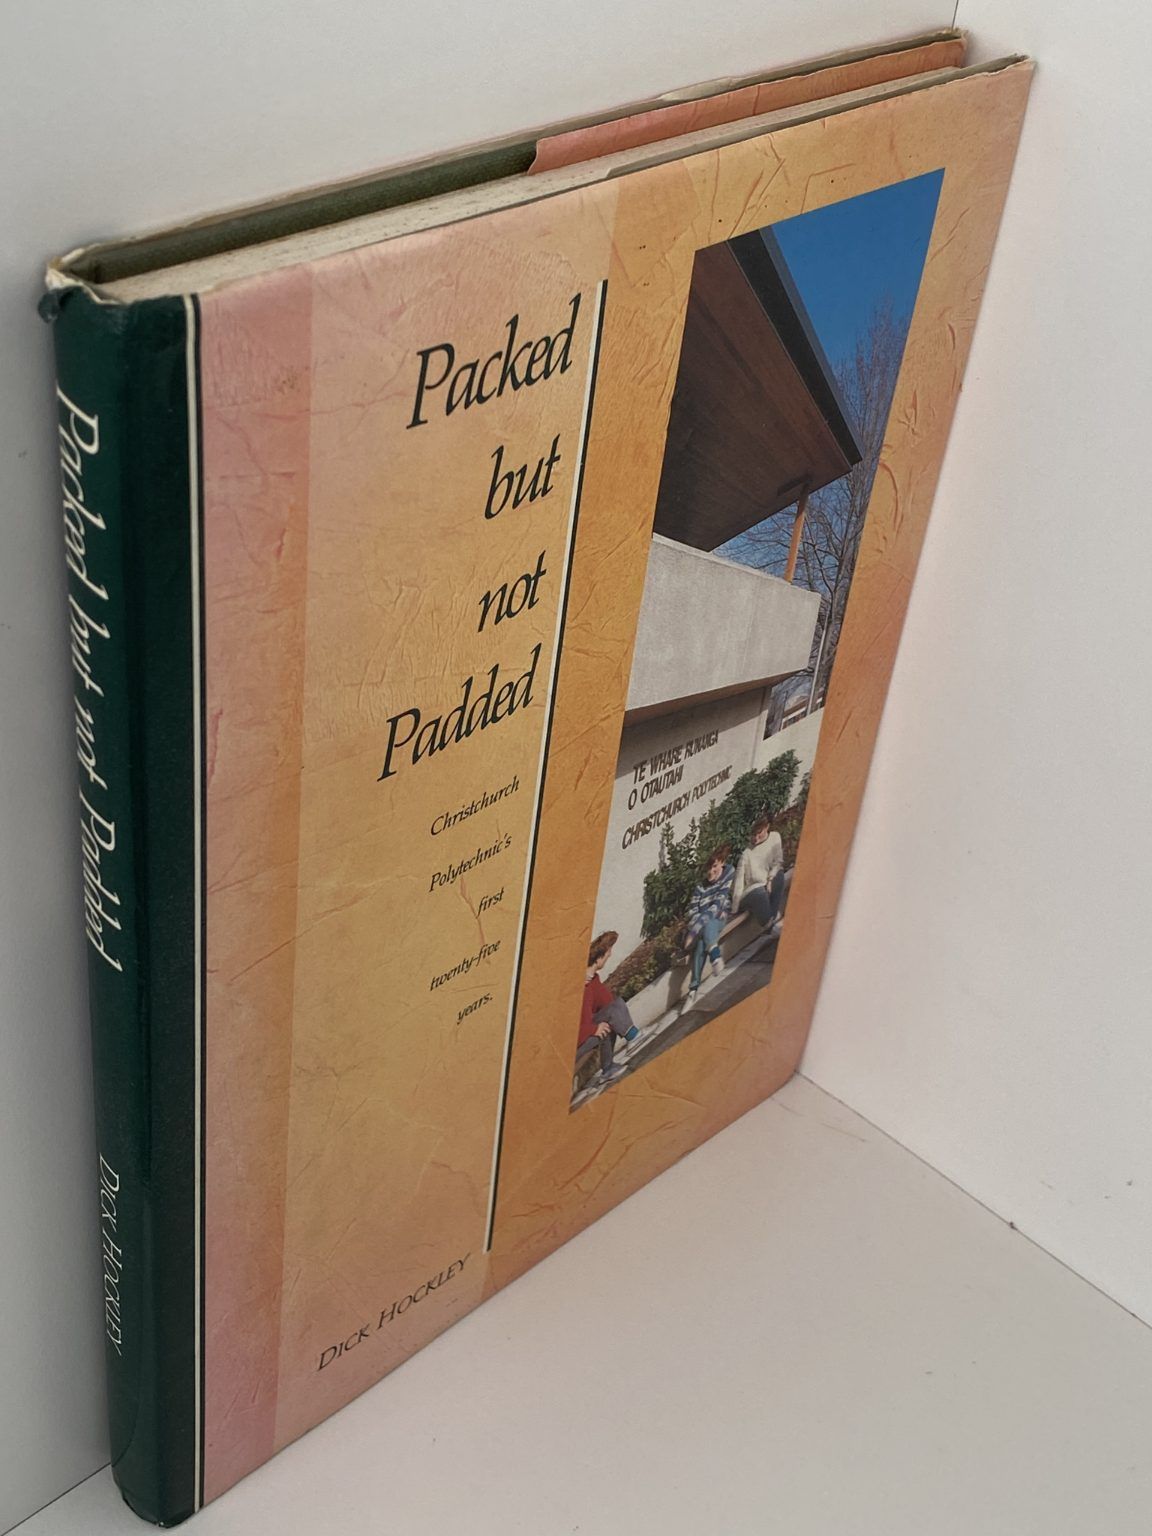 Packed but not Padded
DICK HOCKLEY
Packed
but
not
Padded
Christchurch
Polytechnic's
first
twenty-five
years.
DICK HOCKLEY
TE WHARE RUNANGA
O OTAUTAHI
CHRISTCHURCH POLYTECHNIC